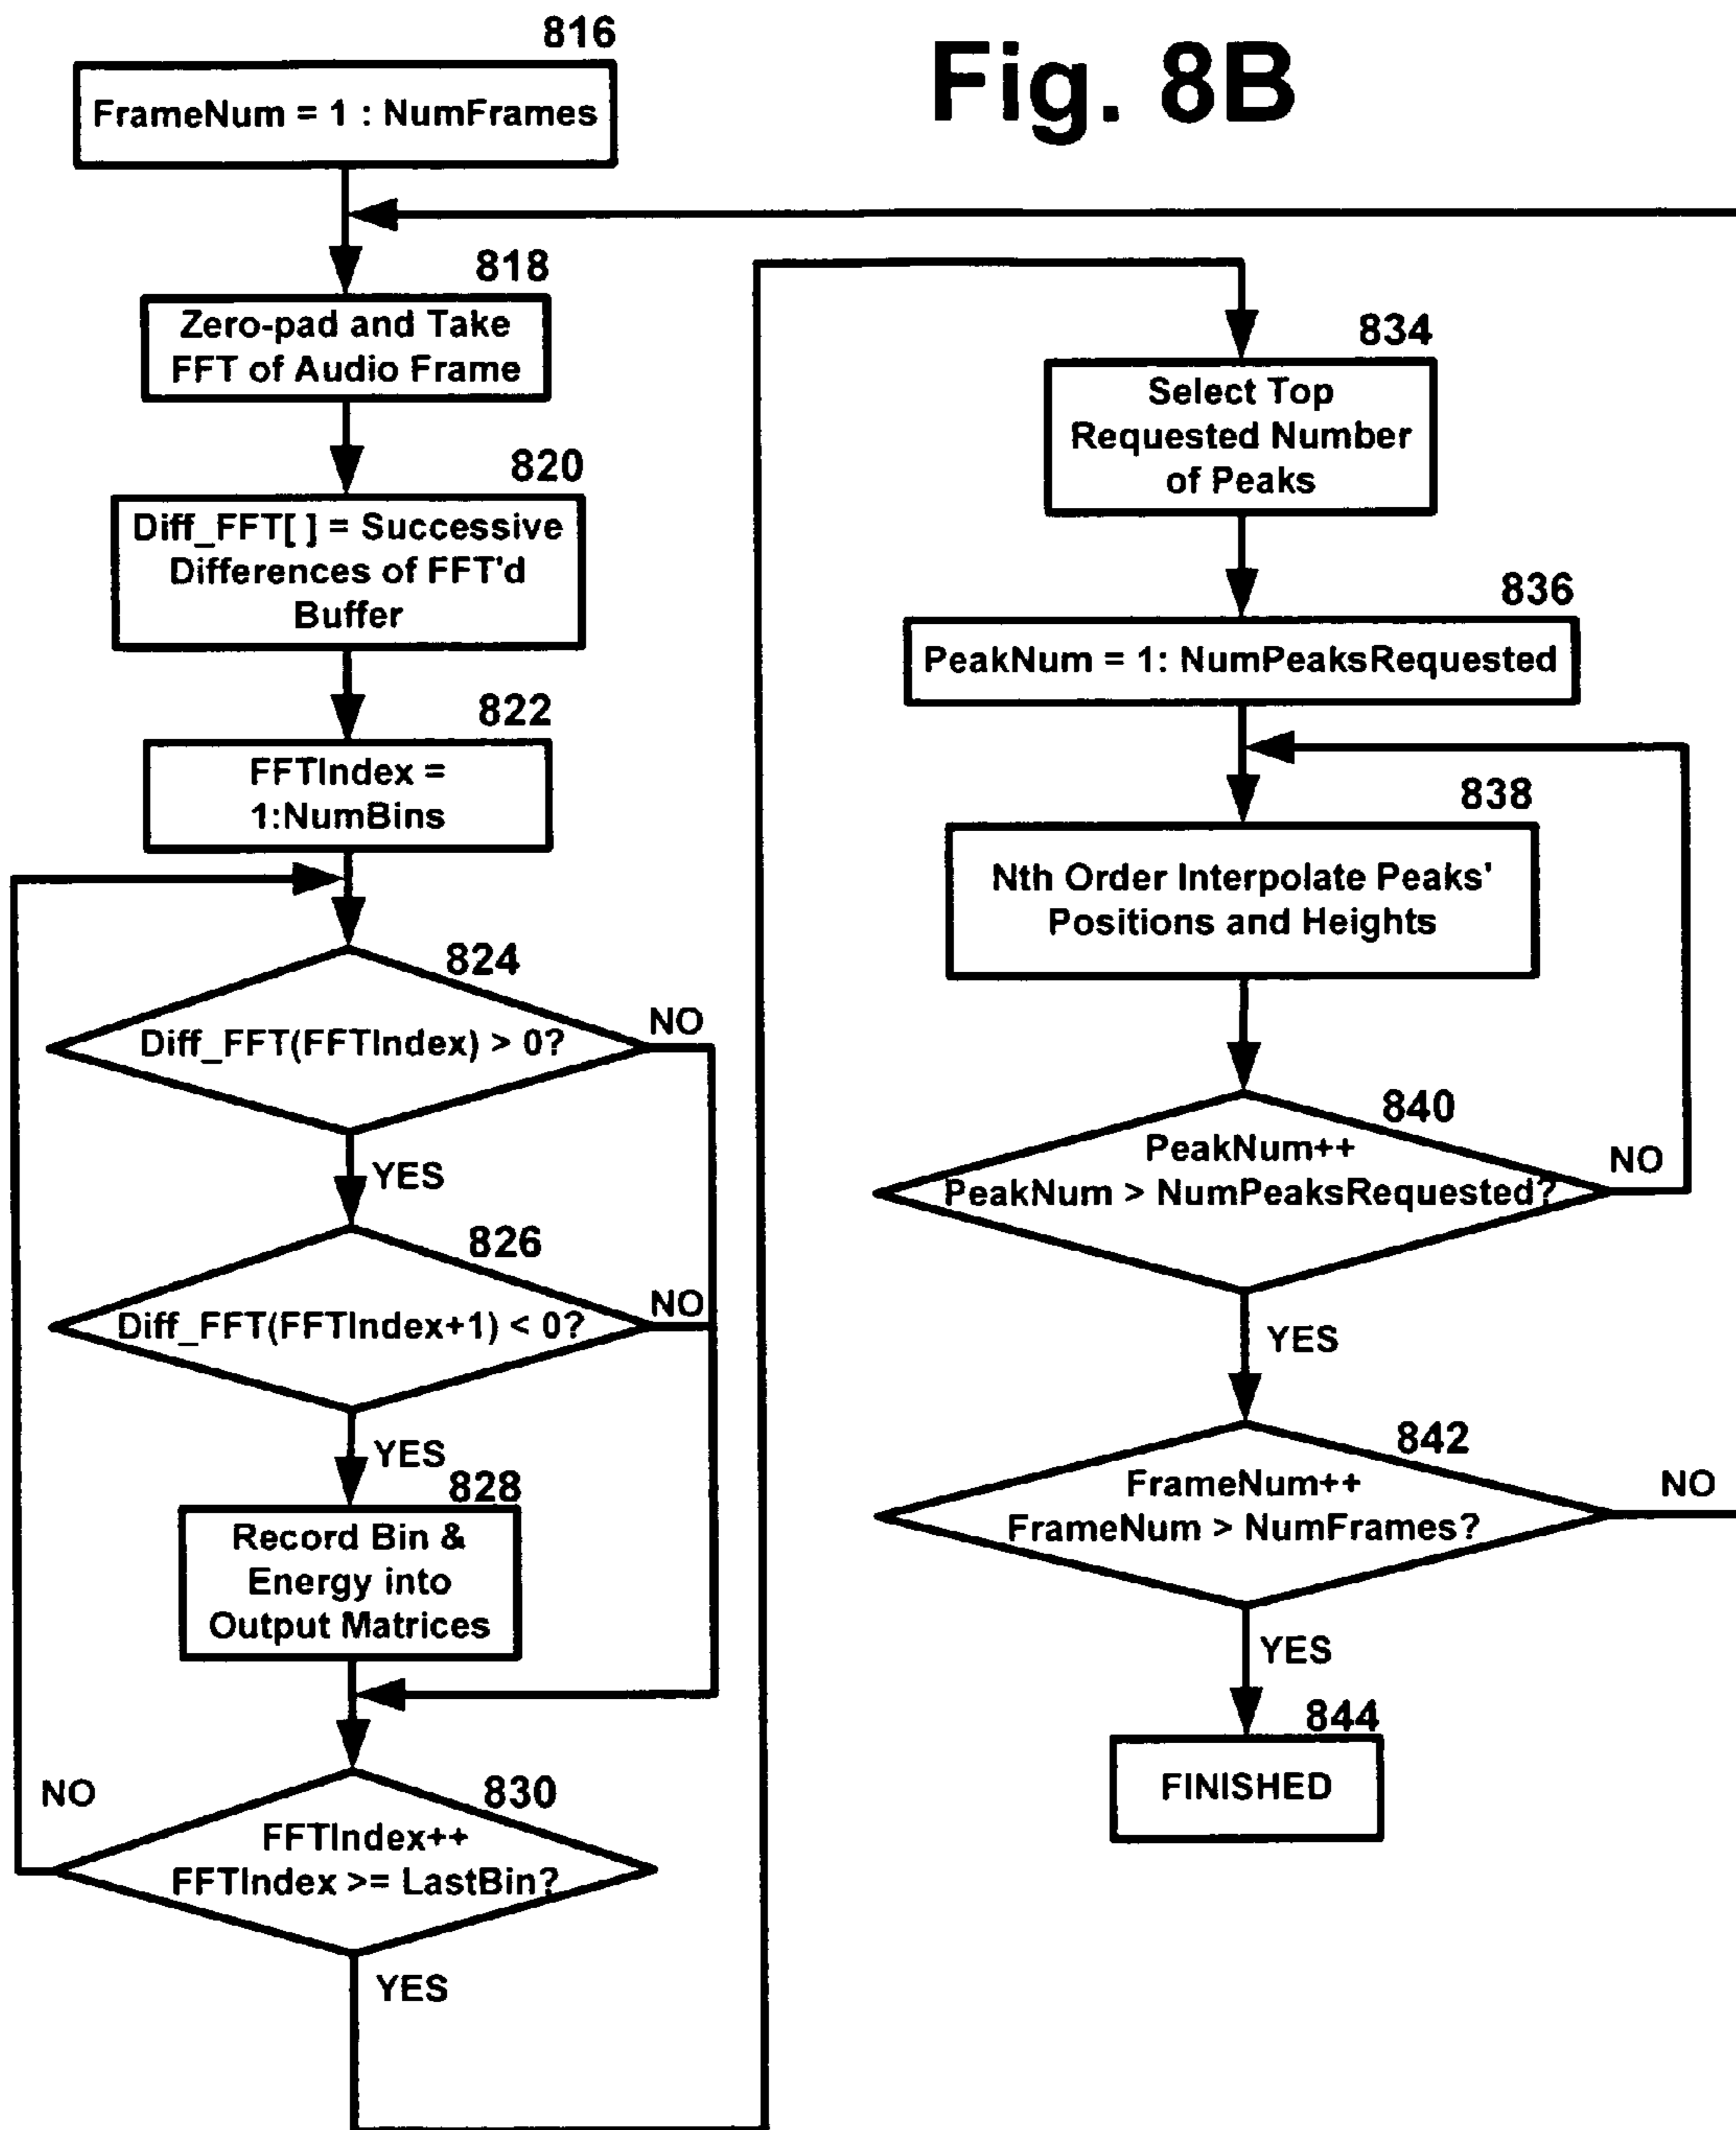 Fig. 8B
816
FrameNum = 1 : NumFrames
818
Zero-pad and Take
FFT of Audio Frame
820
Diff_FFT[ ] = Successive
Differences of FFT'd
Buffer
822
FFTIndex =
1:NumBins
824
Diff_FFT(FFTIndex) > 0?
NO
YES
826
Diff_FFT(FFTIndex+1) < 0?
NO
YES
828
Record Bin &
Energy into
Output Matrices
830
FFTIndex++
FFTIndex >= LastBin?
NO
YES
834
Select Top
Requested Number
of Peaks
836
PeakNum = 1: NumPeaksRequested
838
Nth Order Interpolate Peaks'
Positions and Heights
840
PeakNum++
PeakNum > NumPeaksRequested?
NO
YES
842
FrameNum++
FrameNum > NumFrames?
NO
YES
844
FINISHED